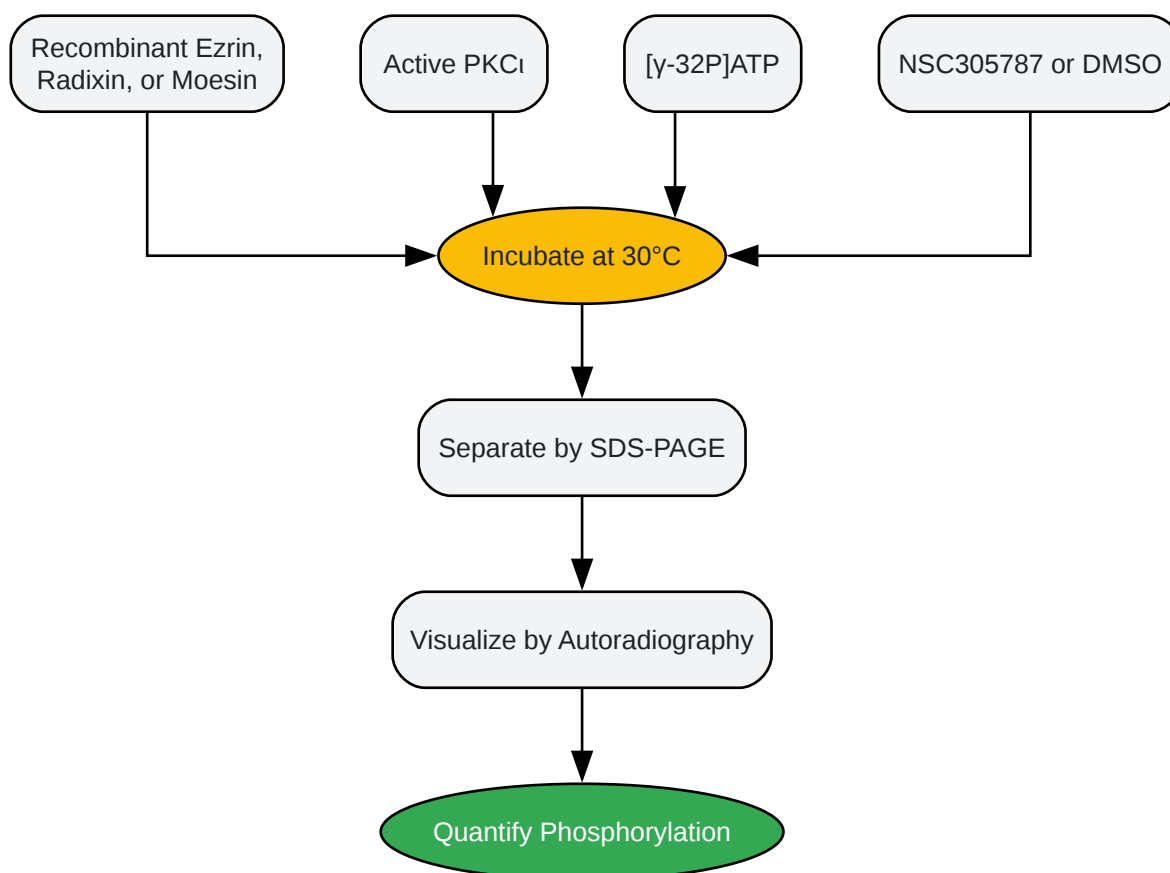 Recombinant Ezrin,
Radixin, or Moesin
Active PKCι
[γ-32P]ATP
NSC305787 or DMSO
Incubate at 30°C
Separate by SDS-PAGE
Visualize by Autoradiography
Quantify Phosphorylation